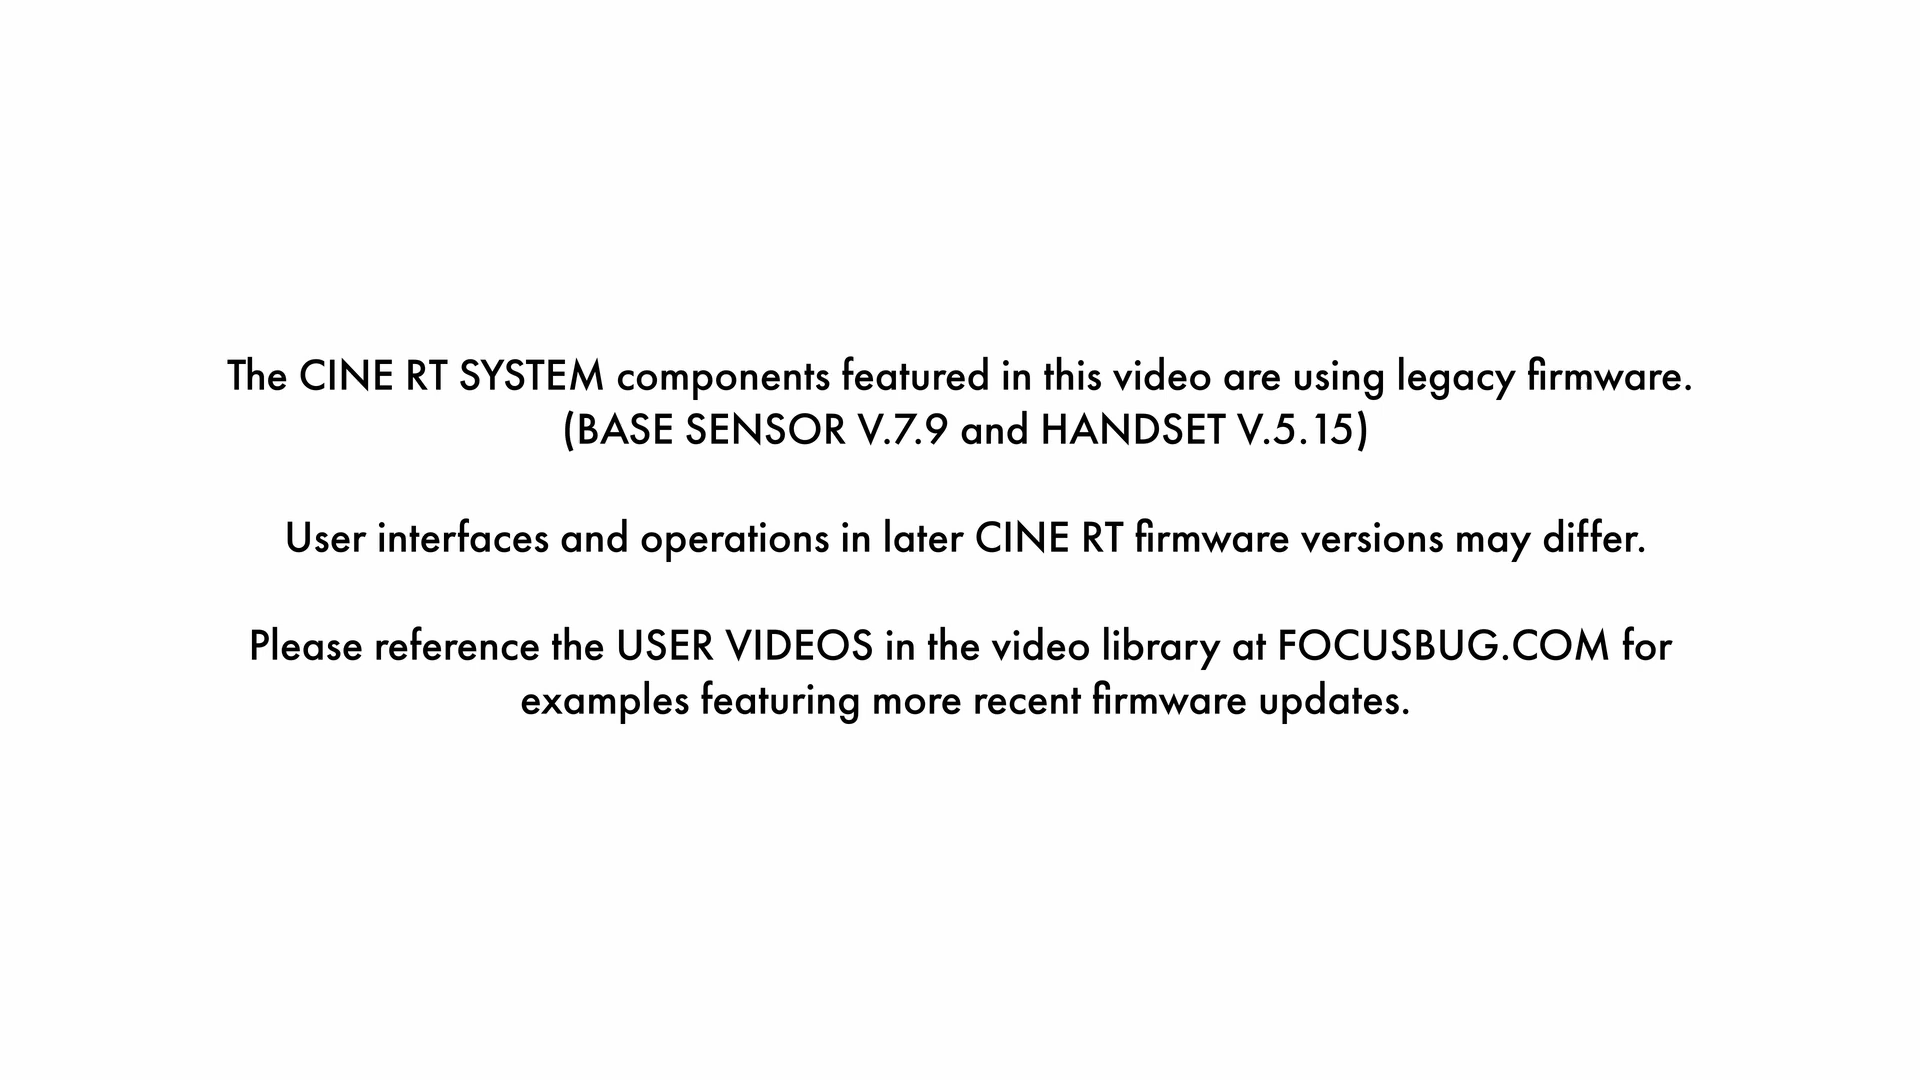 The CINE RT SYSTEM components featured in this video are using legacy firmware.
(BASE SENSOR V.7.9 and HANDSET V.5.15)
User interfaces and operations in later CINE RT firmware versions may differ.
Please reference the USER VIDEOS in the video library at FOCUSBUG.COM for
examples featuring more recent firmware updates.